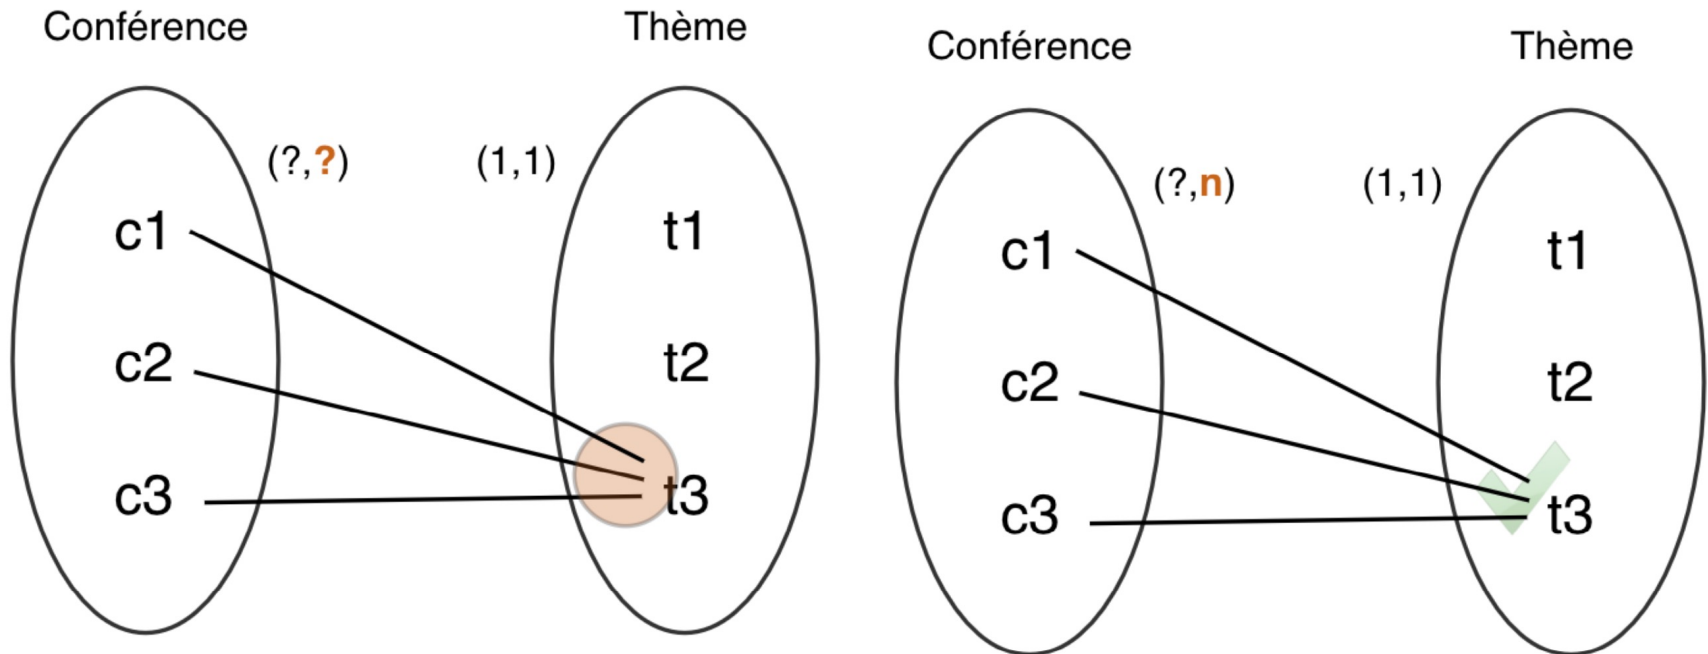 Conférence
Thème
(?,?)
(1,1)
c1
t1
c2
t2
c3
t3
Conférence
Thème
(?,n)
(1,1)
c1
t1
c2
t2
c3
t3